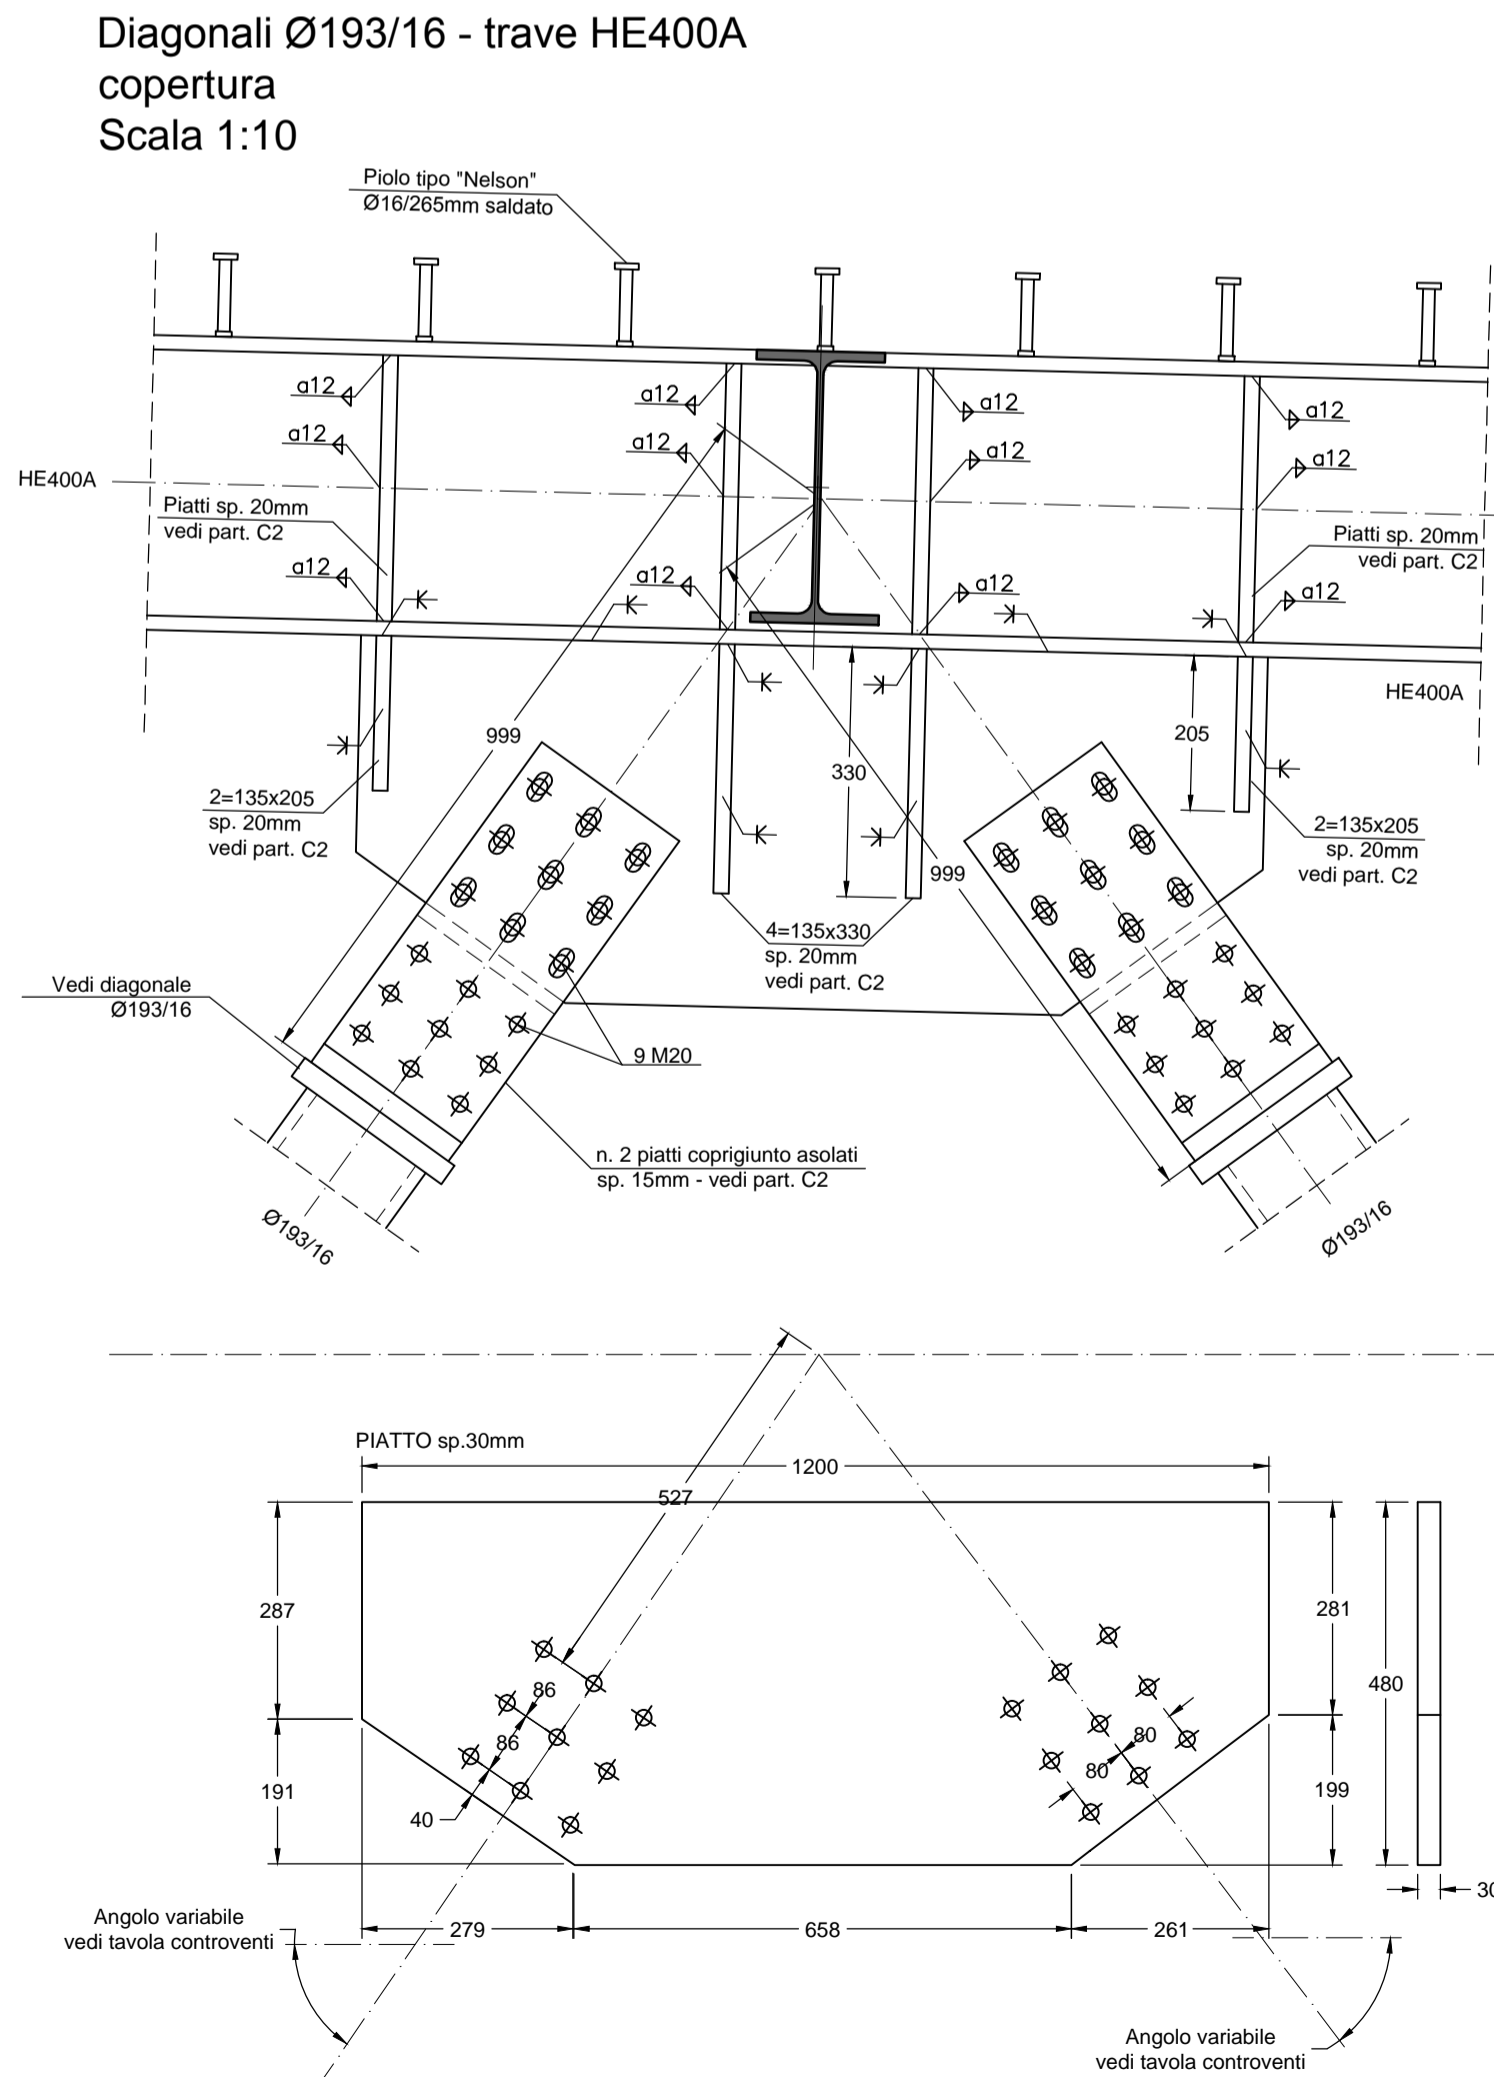 Diagonali Ø193/16 - trave HE400A
copertura
Scala 1:10
Piolo tipo "Nelson"
Ø16/265mm saldato
a12
a12
a12
a12
a12
a12
a12
a12
HE400A
Piatti sp. 20mm
vedi part. C2
Piatti sp. 20mm
vedi part. C2
a12
a12
a12
a12
HE400A
999
330
205
2=135x205
sp. 20mm
vedi part. C2
2=135x205
sp. 20mm
vedi part. C2
999
4=135x330
sp. 20mm
vedi part. C2
Vedi diagonale
Ø193/16
9 M20
n. 2 piatti coprigiunto asolati
sp. 15mm - vedi part. C2
Ø193/16
Ø193/16
PIATTO sp.30mm
1200
527
287
281
480
86
86
80
80
191
199
40
30
279
658
261
Angolo variabile
vedi tavola controventi
Angolo variabile
vedi tavola controventi